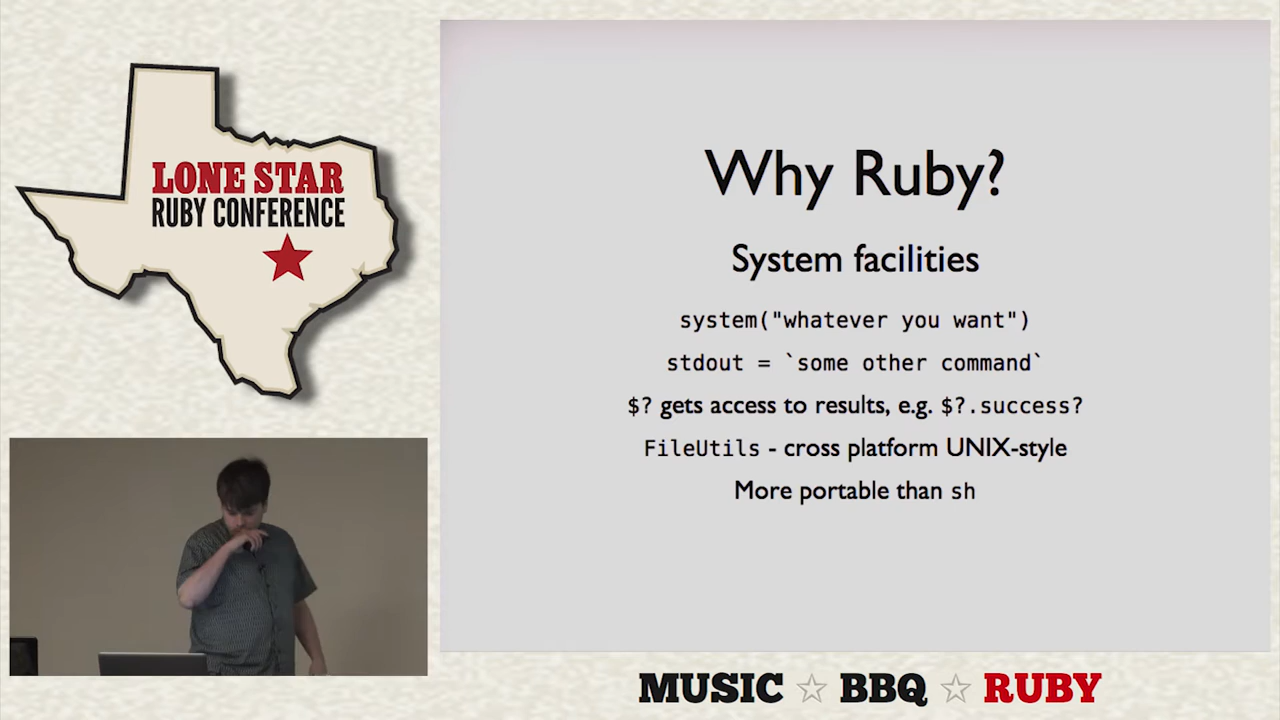 LONE STAR
RUBY CONFERENCE
Why Ruby?
System facilities
system("whatever you want")
stdout = `some other command`
$? gets access to results, e.g. $?.success?
FileUtils - cross platform UNIX-style
More portable than sh
MUSIC ☆ BBQ ☆ RUBY